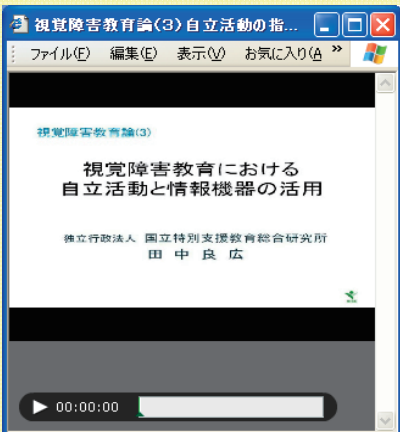 視覚障害教育論(3)自立活動の指...
ファイル(F) 編集(E) 表示(V) お気に入り(A »
視覚障害教育論(3)
視覚障害教育における
自立活動と情報機器の活用
独立行政法人 国立特別支援教育総合研究所
田 中 良 広
00:00:00